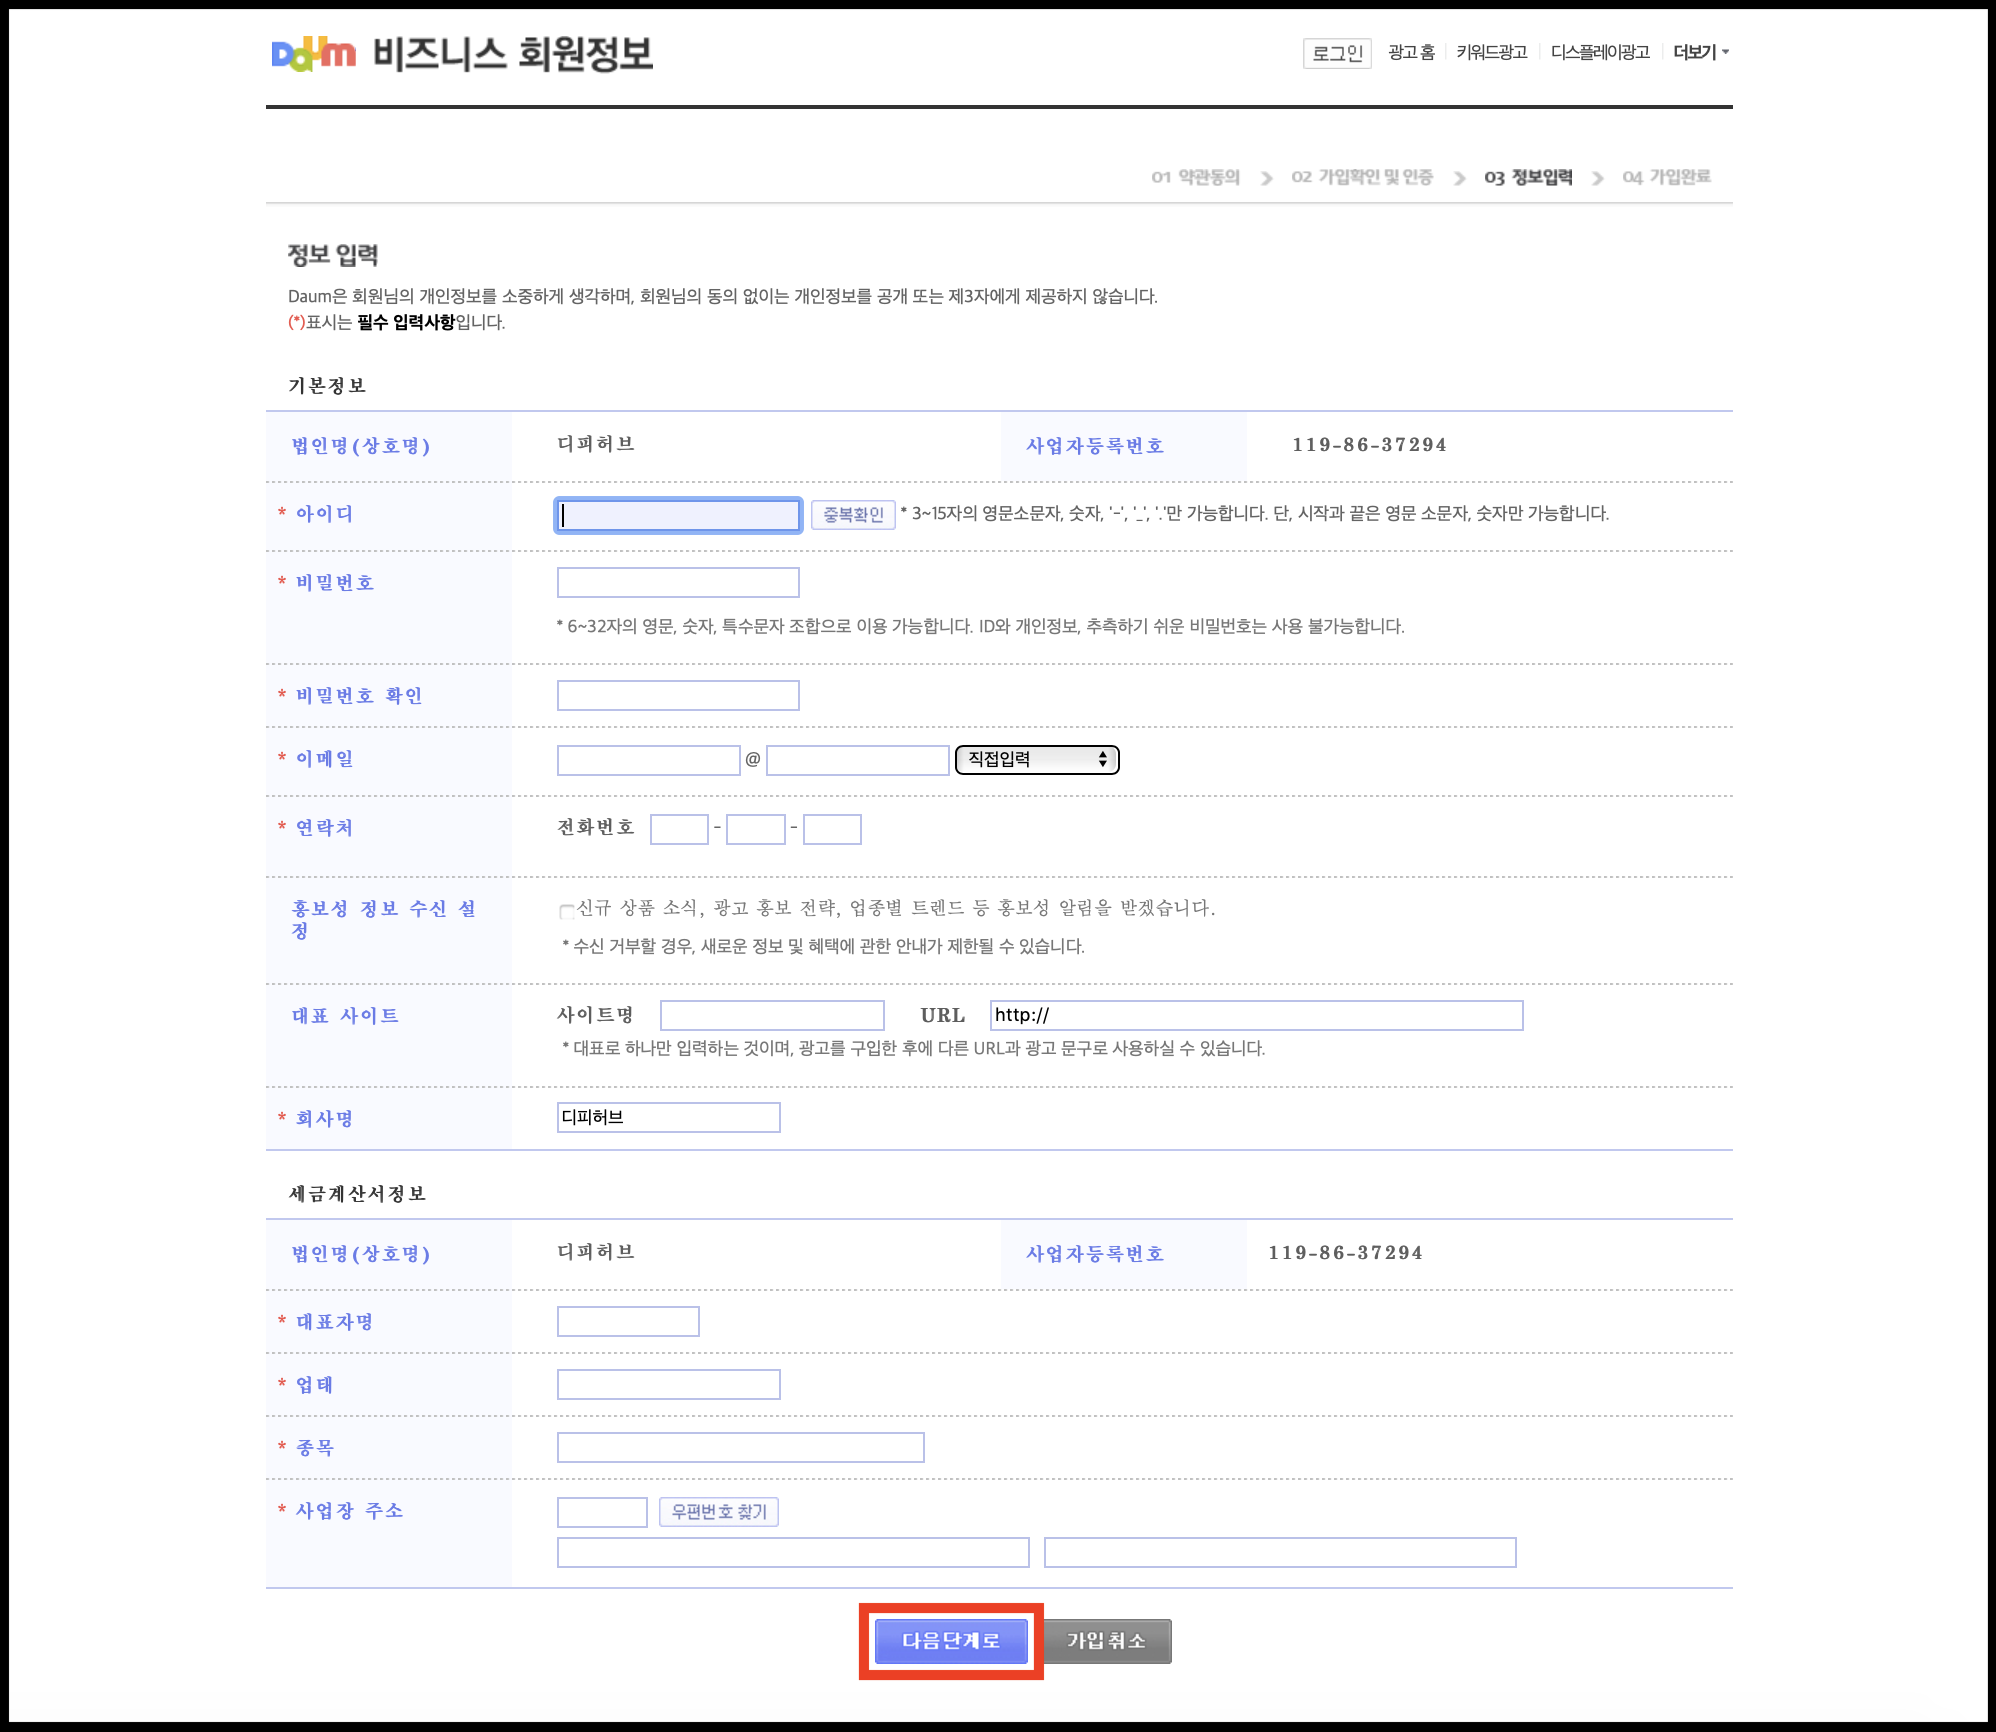 Daum 비즈니스 회원정보
로그인 광고 홈 키워드광고 디스플레이광고 더보기
01 약관동의 02 가입확인 및 인증 03 정보입력 04 가입완료
정보 입력
Daum은 회원님의 개인정보를 소중하게 생각하며, 회원님의 동의 없이는 개인정보를 공개 또는 제3자에게 제공하지 않습니다.
(*)표시는 필수 입력사항입니다.
기본정보
법인명(상호명) 디피허브 사업자등록번호 119-86-37294
* 아이디 중복확인 * 3~15자의 영문소문자, 숫자, '-', '_', '.'만 가능합니다. 단, 시작과 끝은 영문 소문자, 숫자만 가능합니다.
* 비밀번호
* 6~32자의 영문, 숫자, 특수문자 조합으로 이용 가능합니다. ID와 개인정보, 추측하기 쉬운 비밀번호는 사용 불가능합니다.
* 비밀번호 확인
* 이메일 @ 직접입력
* 연락처 전화번호 - -
홍보성 정보 수신 설
정
신규 상품 소식, 광고 홍보 전략, 업종별 트렌드 등 홍보성 알림을 받겠습니다.
* 수신 거부할 경우, 새로운 정보 및 혜택에 관한 안내가 제한될 수 있습니다.
대표 사이트 사이트명 URL http://
* 대표로 하나만 입력하는 것이며, 광고를 구입한 후에 다른 URL과 광고 문구로 사용하실 수 있습니다.
* 회사명 디피허브
세금계산서정보
법인명(상호명) 디피허브 사업자등록번호 119-86-37294
* 대표자명
* 업태
* 종목
* 사업장 주소 우편번호 찾기
다음단계로 가입취소